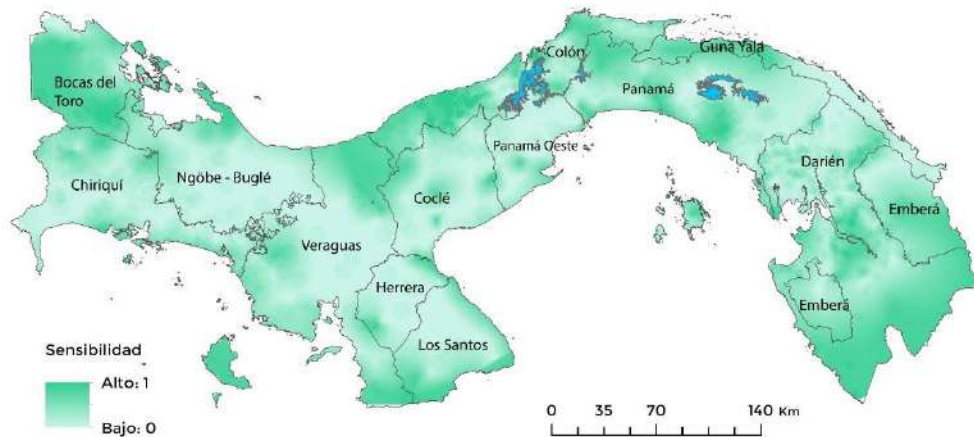 Colón
Guna Yala
Bocas del
Toro
Panamá
Panamá Oeste
Darién
Chiriquí
Ngöbe - Buglé
Coclé
Emberá
Veraguas
Herrera
Emberá
Los Santos
Sensibilidad
Alto: 1
Bajo: 0
0 35 70 140 Km